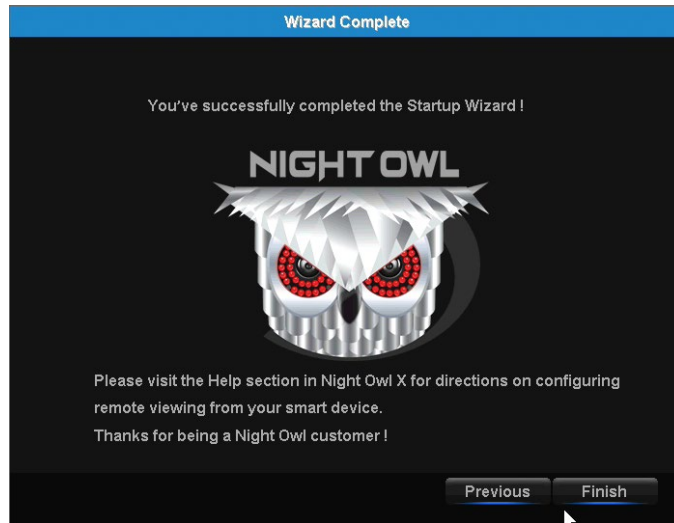 Wizard Complete
You've successfully completed the Startup Wizard !
NIGHT OWL
Please visit the Help section in Night Owl X for directions on configuring
remote viewing from your smart device.
Thanks for being a Night Owl customer !
Previous Finish